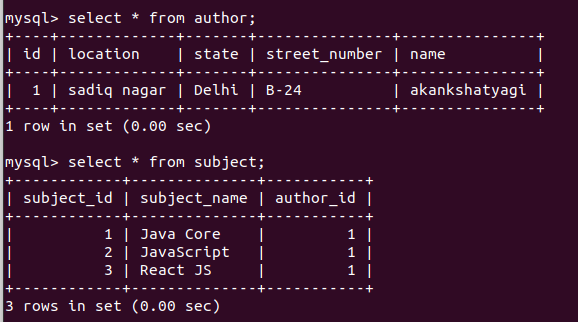 mysql> select * from author;
+----+--------------+-------+---------------+---------------+
| id | location     | state | street_number | name          |
+----+--------------+-------+---------------+---------------+
|  1 | sadiq nagar | Delhi | B-24          | akankshatyagi |
+----+--------------+-------+---------------+---------------+
1 row in set (0.00 sec)
mysql> select * from subject;
+------------+--------------+-----------+
| subject_id | subject_name | author_id |
+------------+--------------+-----------+
|          1 | Java Core    |         1 |
|          2 | JavaScript   |         1 |
|          3 | React JS     |         1 |
+------------+--------------+-----------+
3 rows in set (0.00 sec)